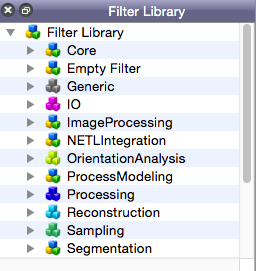 Filter Library
Filter Library
Core
Empty Filter
Generic
IO
ImageProcessing
NETLIntegration
OrientationAnalysis
ProcessModeling
Processing
Reconstruction
Sampling
Segmentation